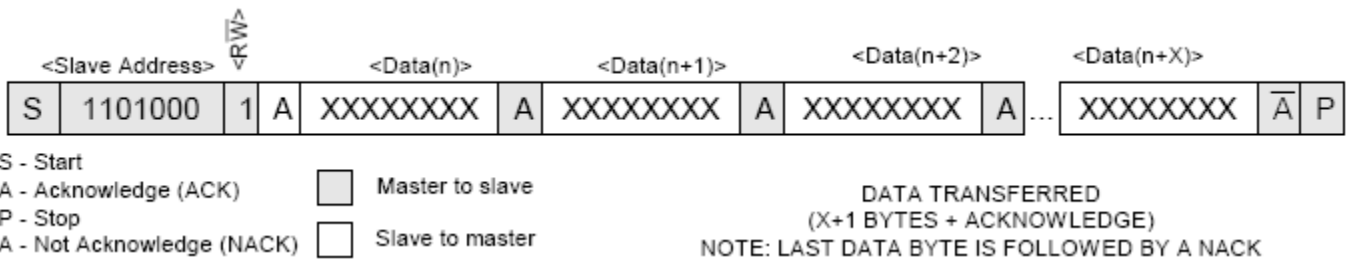 <RW̅>
<Slave Address> <Data(n)> <Data(n+1)> <Data(n+2)> <Data(n+X)>
S 1101000 1 A XXXXXXXX A XXXXXXXX A XXXXXXXX A ... XXXXXXXX A̅ P
S - Start
A - Acknowledge (ACK)
P - Stop
A - Not Acknowledge (NACK)
Master to slave
Slave to master
DATA TRANSFERRED
(X+1 BYTES + ACKNOWLEDGE)
NOTE: LAST DATA BYTE IS FOLLOWED BY A NACK